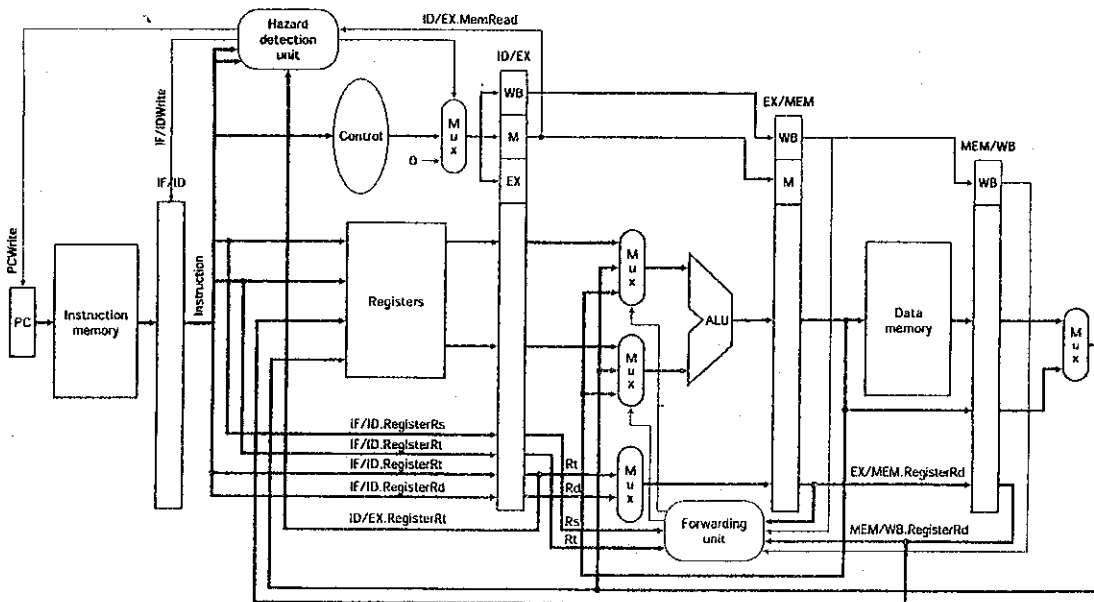 Hazard
detection
unit
ID/EX.MemRead
ID/EX
WB
M
EX
Control
M
u
x
0
IF/IDWrite
IF/ID
EX/MEM
WB
M
MEM/WB
WB
PCWrite
PC
Instruction
memory
Instruction
Registers
M
u
x
M
u
x
ALU
Data
memory
M
u
x
IF/ID.RegisterRs
IF/ID.RegisterRt
IF/ID.RegisterRt
IF/ID.RegisterRd
ID/EX.RegisterRt
Rt
Rd
Rs
Rt
M
u
x
Forwarding
unit
EX/MEM.RegisterRd
MEM/WB.RegisterRd